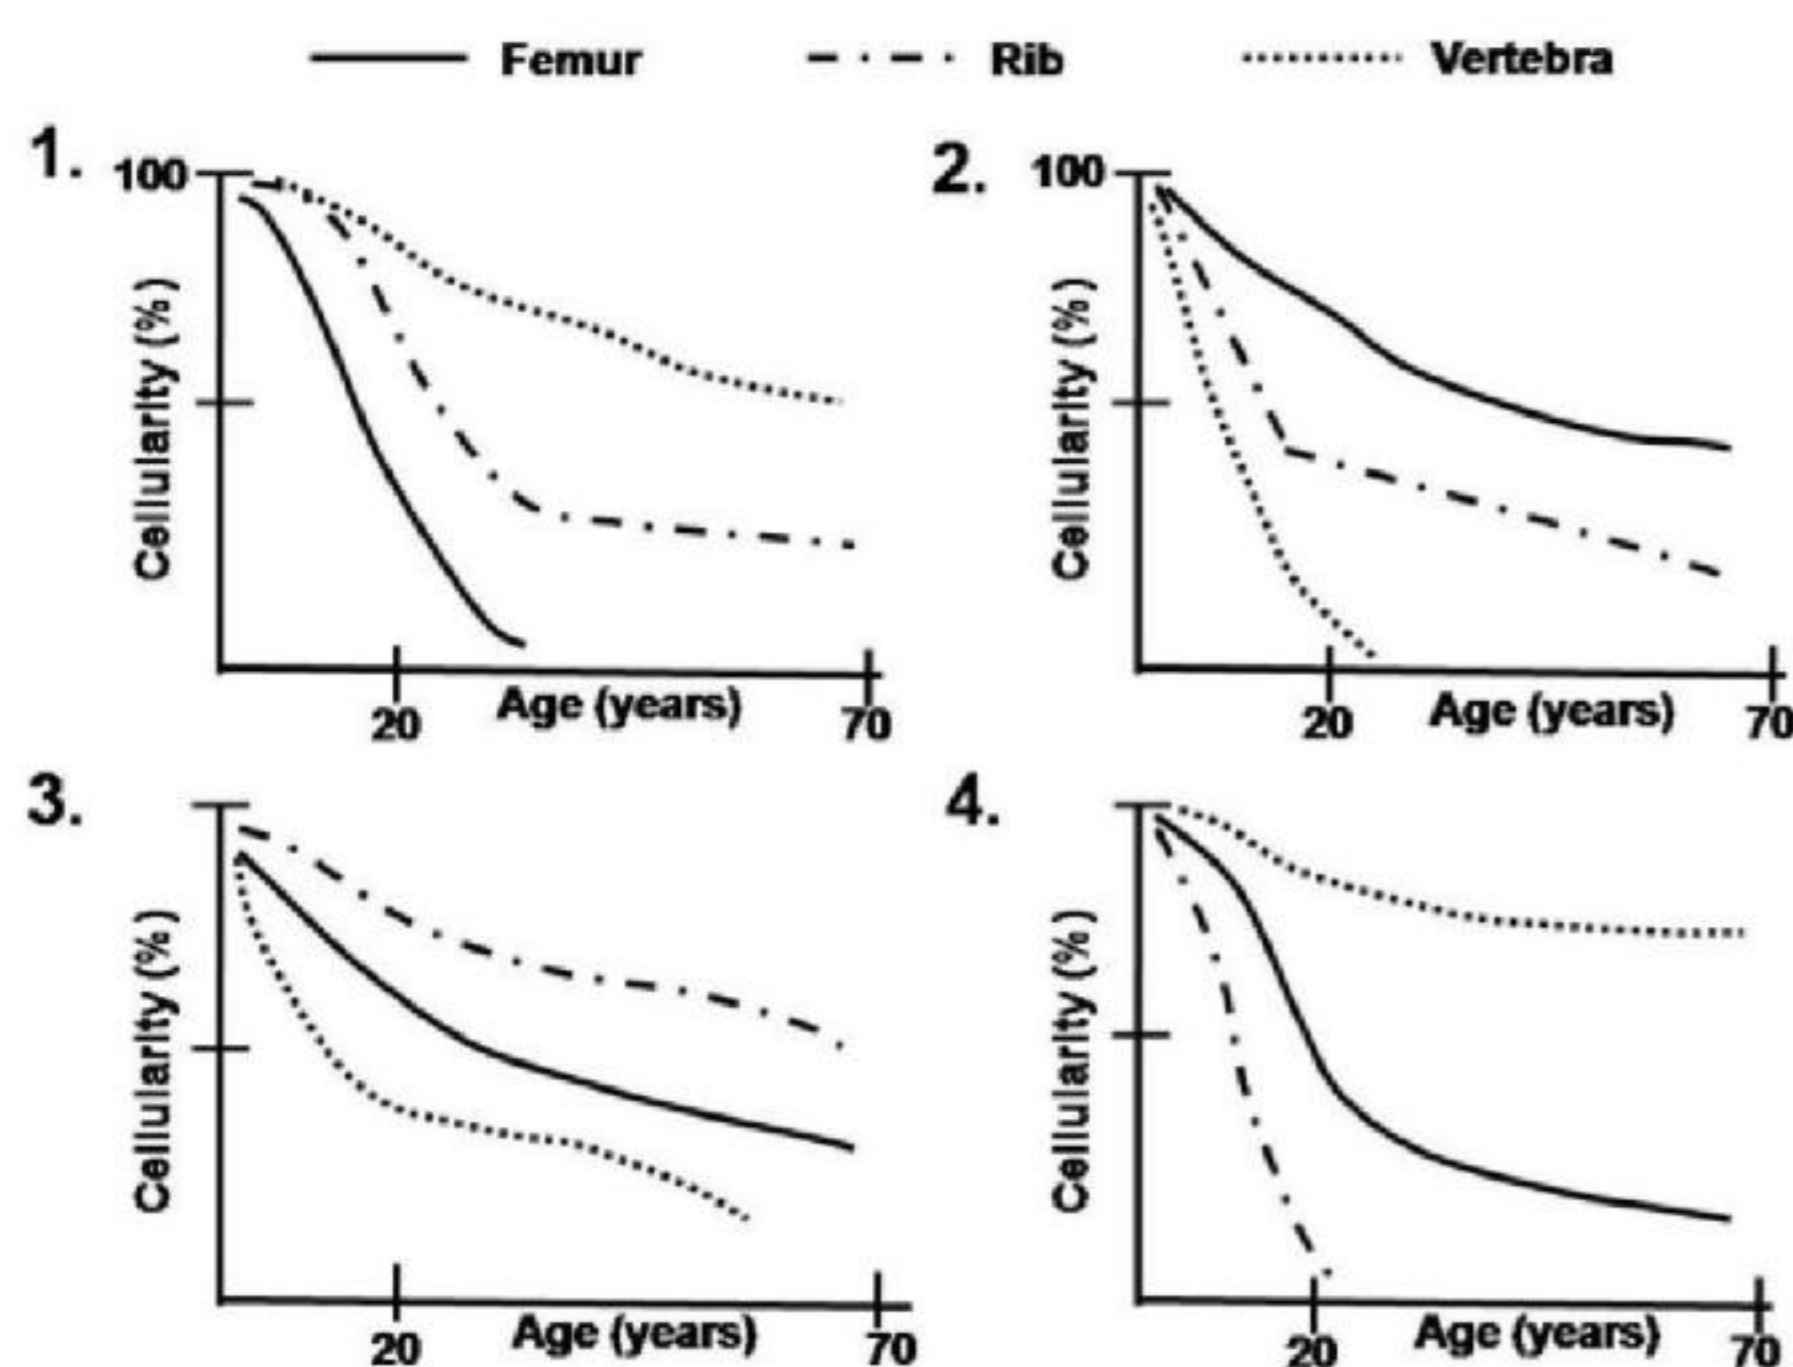 Femur Rib Vertebra
1. 100 2. 100
Cellularity (%) Cellularity (%)
20 Age (years) 70 20 Age (years) 70
3. 4.
Cellularity (%) Cellularity (%)
20 Age (years) 70 20 Age (years) 70